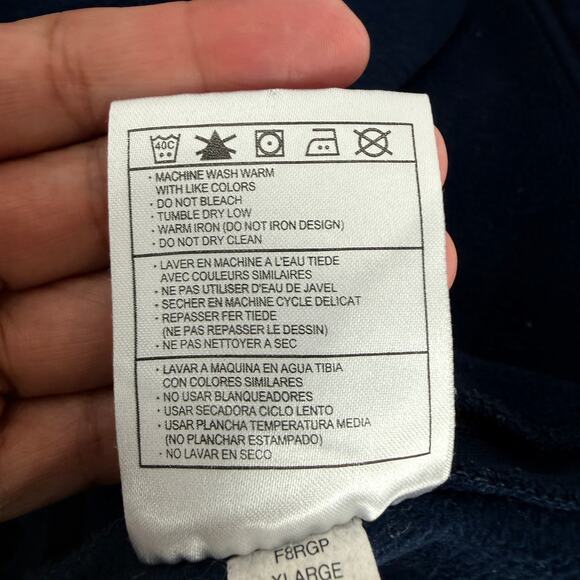 40C
• MACHINE WASH WARM
WITH LIKE COLORS
• DO NOT BLEACH
• TUMBLE DRY LOW
• WARM IRON (DO NOT IRON DESIGN)
• DO NOT DRY CLEAN
• LAVER EN MACHINE A L'EAU TIEDE
AVEC COULEURS SIMILAIRES
• NE PAS UTILISER D'EAU DE JAVEL
• SECHER EN MACHINE CYCLE DELICAT
• REPASSER FER TIEDE
(NE PAS REPASSER LE DESSIN)
• NE PAS NETTOYER A SEC
• LAVAR A MAQUINA EN AGUA TIBIA
CON COLORES SIMILARES
• NO USAR BLANQUEADORES
• USAR SECADORA CICLO LENTO
• USAR PLANCHA TEMPERATURA MEDIA
(NO PLANCHAR ESTAMPADO)
• NO LAVAR EN SECO
F8RGP
XLARGE